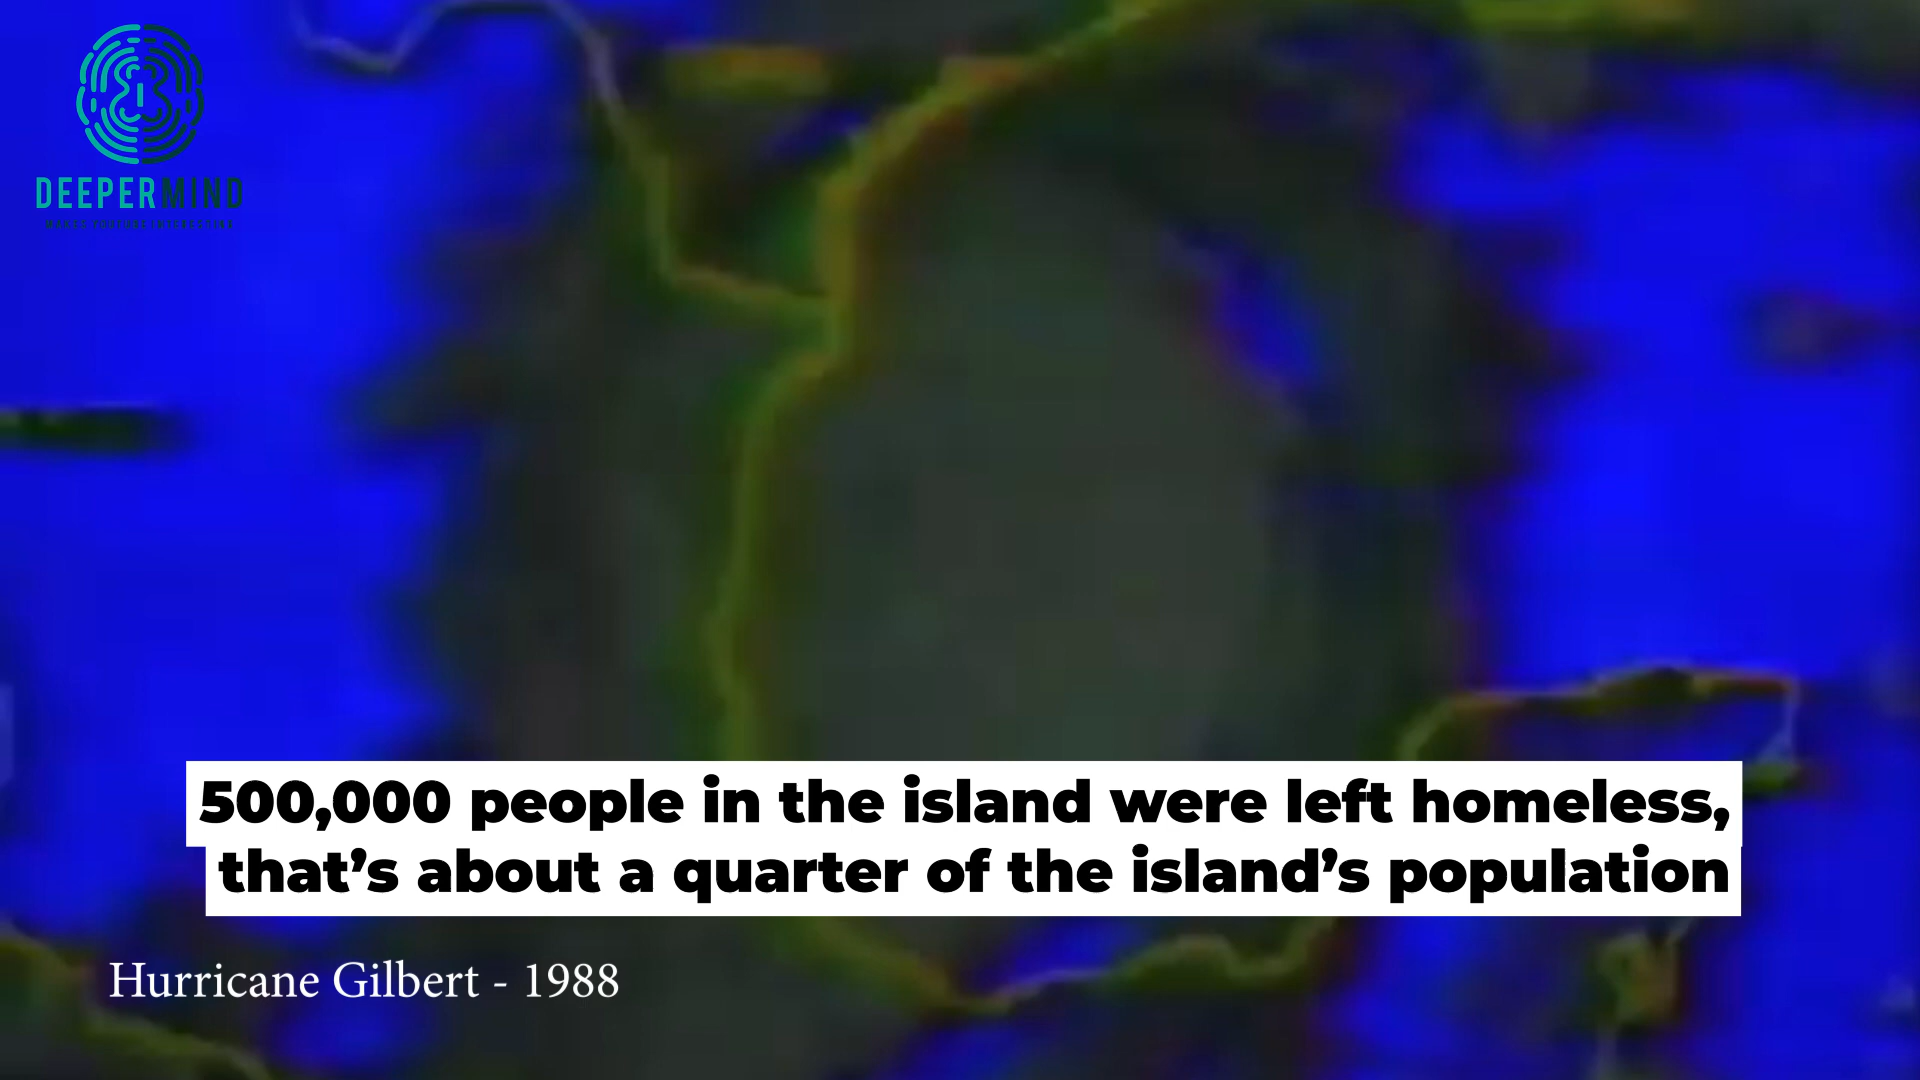 DEEPERMIND
500,000 people in the island were left homeless,
that’s about a quarter of the island’s population
Hurricane Gilbert - 1988